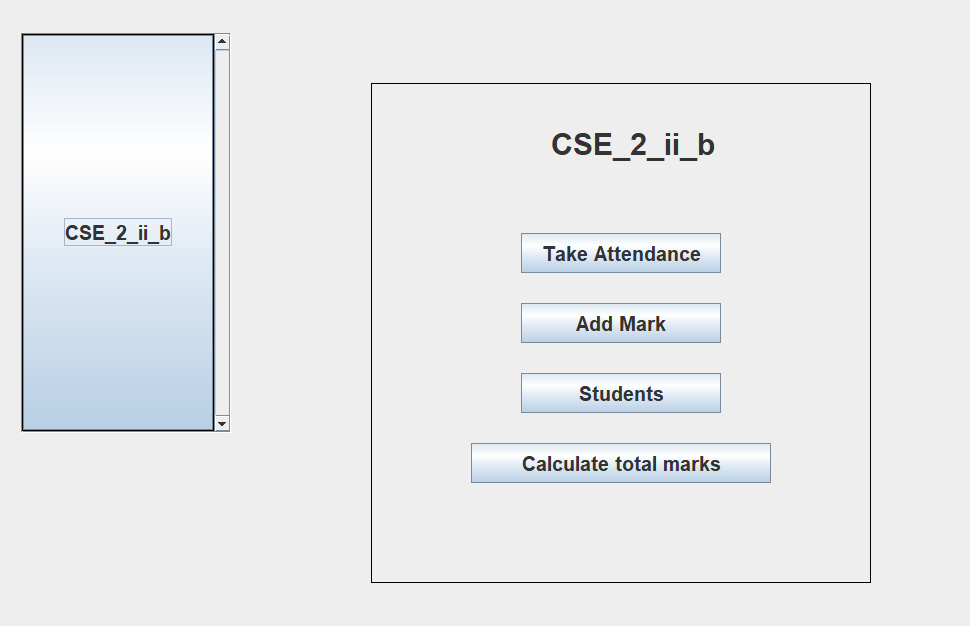 CSE_2_ii_b
CSE_2_ii_b
Take Attendance
Add Mark
Students
Calculate total marks